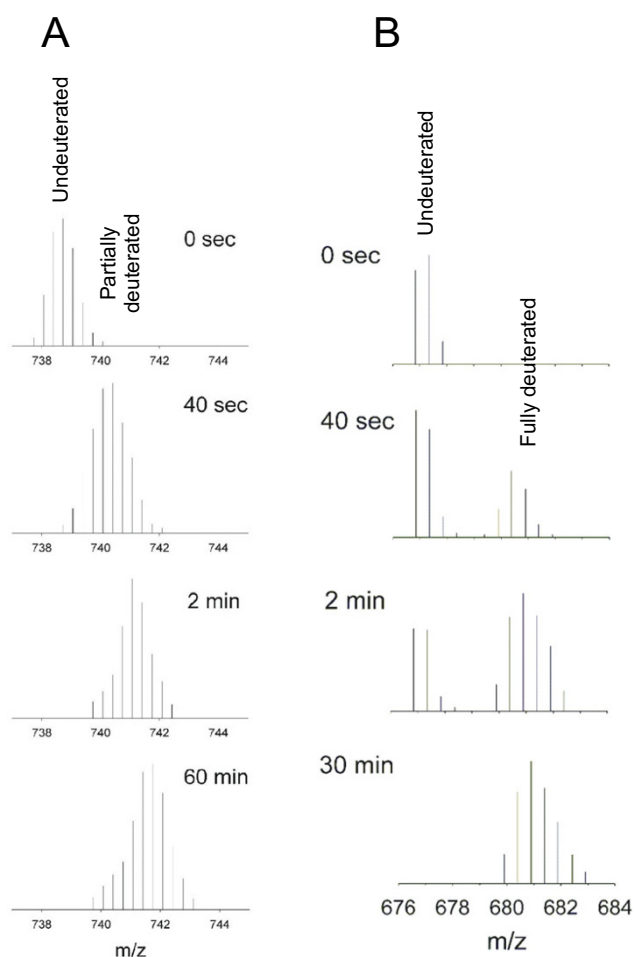 A
Undeuterated
Partially
deuterated
0 sec
738 740 742 744
40 sec
738 740 742 744
2 min
738 740 742 744
60 min
738 740 742 744
m/z
B
Undeuterated
0 sec
Fully deuterated
40 sec
2 min
30 min
676 678 680 682 684
m/z